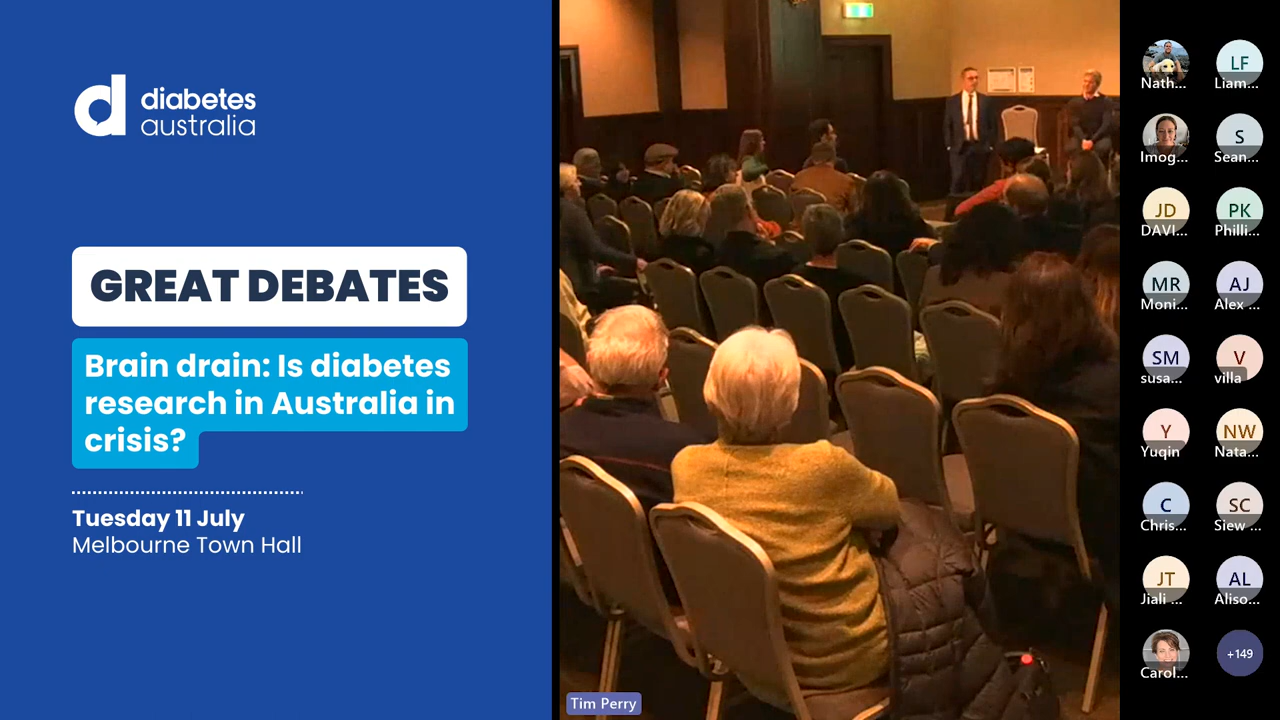 diabetes
australia
GREAT DEBATES
Brain drain: Is diabetes
research in Australia in
crisis?
Tuesday 11 July
Melbourne Town Hall
Tim Perry
Nath...
LF
Liam...
Imog...
S
Sean...
JD
DAVI...
PK
Philli...
MR
Moni...
AJ
Alex ...
SM
susa...
V
villa
Y
Yuqin
NW
Nata...
C
Chris...
SC
Siew ...
JT
Jiali ...
AL
Aliso...
Carol...
+149